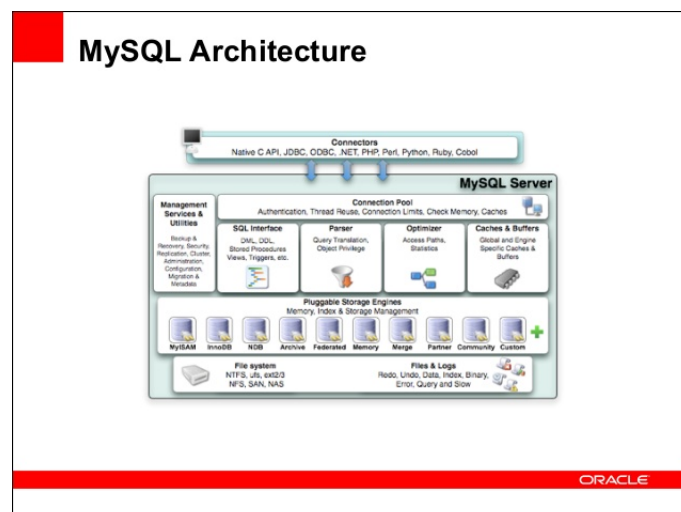 MySQL Architecture
Connectors
Native C API, JDBC, ODBC, .NET, PHP, Perl, Python, Ruby, Cobol
MySQL Server
Management
Services &
Utilities
Backup &
Recovery, Security,
Replication, Cluster,
Administration,
Configuration,
Migration &
Metadata
Connection Pool
Authentication, Thread Reuse, Connection Limits, Check Memory, Caches
SQL Interface
DML, DDL,
Stored Procedures
Views, Triggers, etc.
Parser
Query Translation,
Object Privilege
Optimizer
Access Paths,
Statistics
Caches & Buffers
Global and Engine
Specific Caches &
Buffers
Pluggable Storage Engines
Memory, Index & Storage Management
MyISAM InnoDB NDB Archive Federated Memory Merge Partner Community Custom
File system
NTFS, ufs, ext2/3
NFS, SAN, NAS
Files & Logs
Redo, Undo, Data, Index, Binary,
Error, Query and Slow
ORACLE